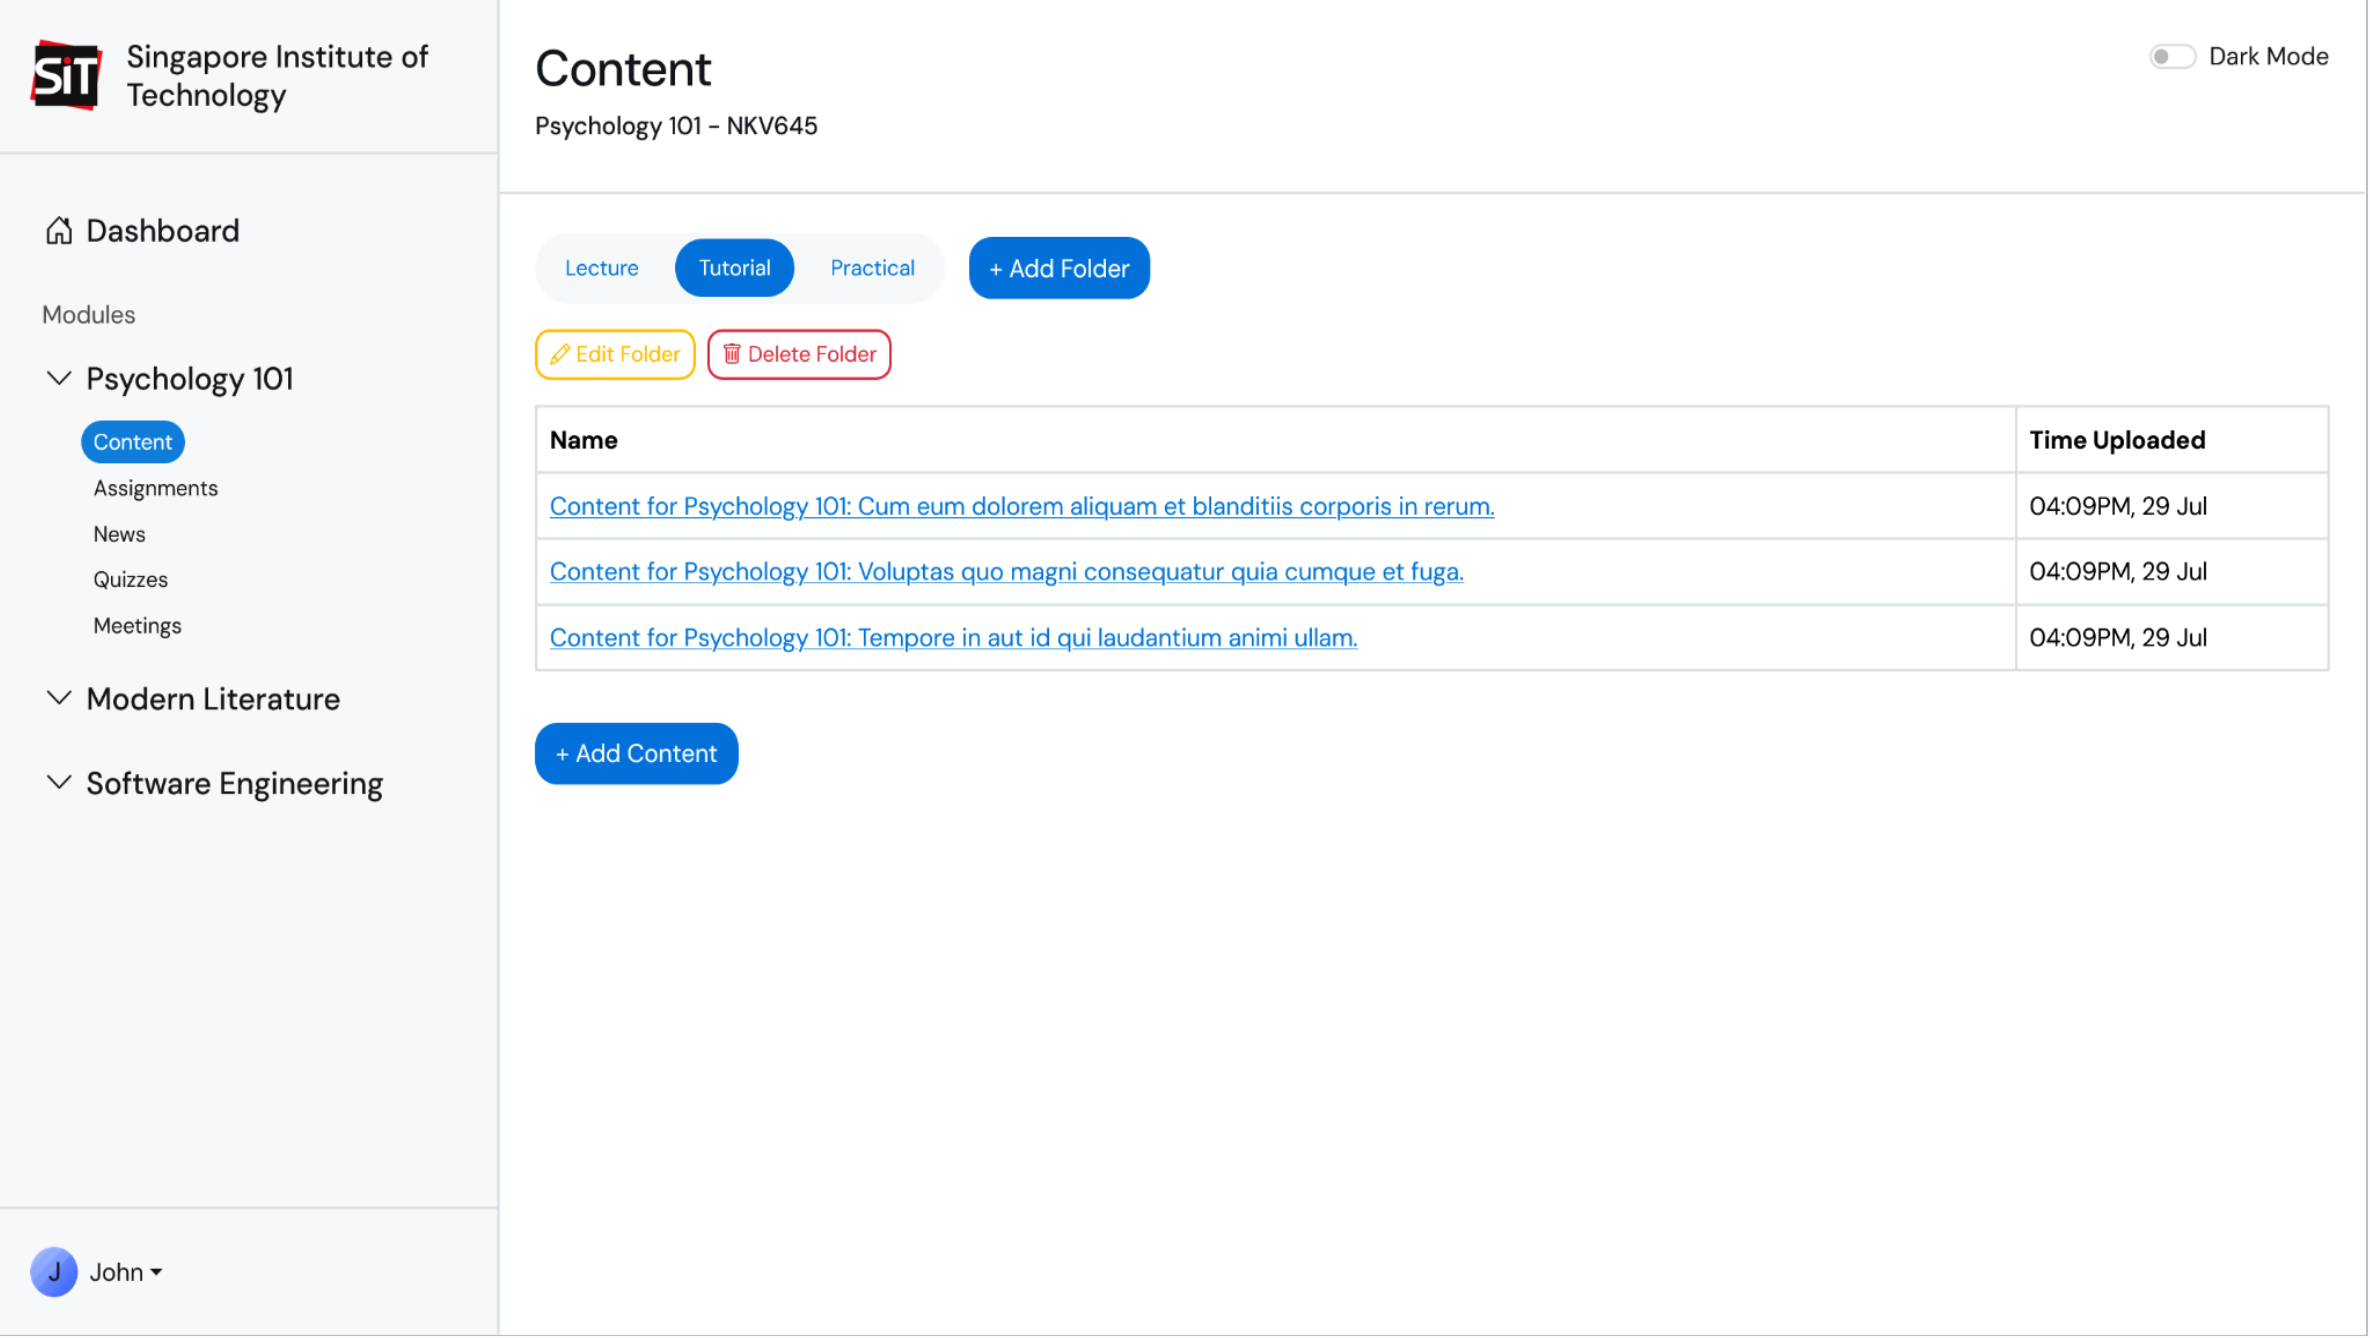 SiT
Singapore Institute of
Technology
Dashboard
Modules
Psychology 101
Content
Assignments
News
Quizzes
Meetings
Modern Literature
Software Engineering
J
John
Content
Psychology 101 - NKV645
Dark Mode
Lecture
Tutorial
Practical
+ Add Folder
Edit Folder
Delete Folder
Name
Time Uploaded
Content for Psychology 101: Cum eum dolorem aliquam et blanditiis corporis in rerum.
04:09PM, 29 Jul
Content for Psychology 101: Voluptas quo magni consequatur quia cumque et fuga.
04:09PM, 29 Jul
Content for Psychology 101: Tempore in aut id qui laudantium animi ullam.
04:09PM, 29 Jul
+ Add Content